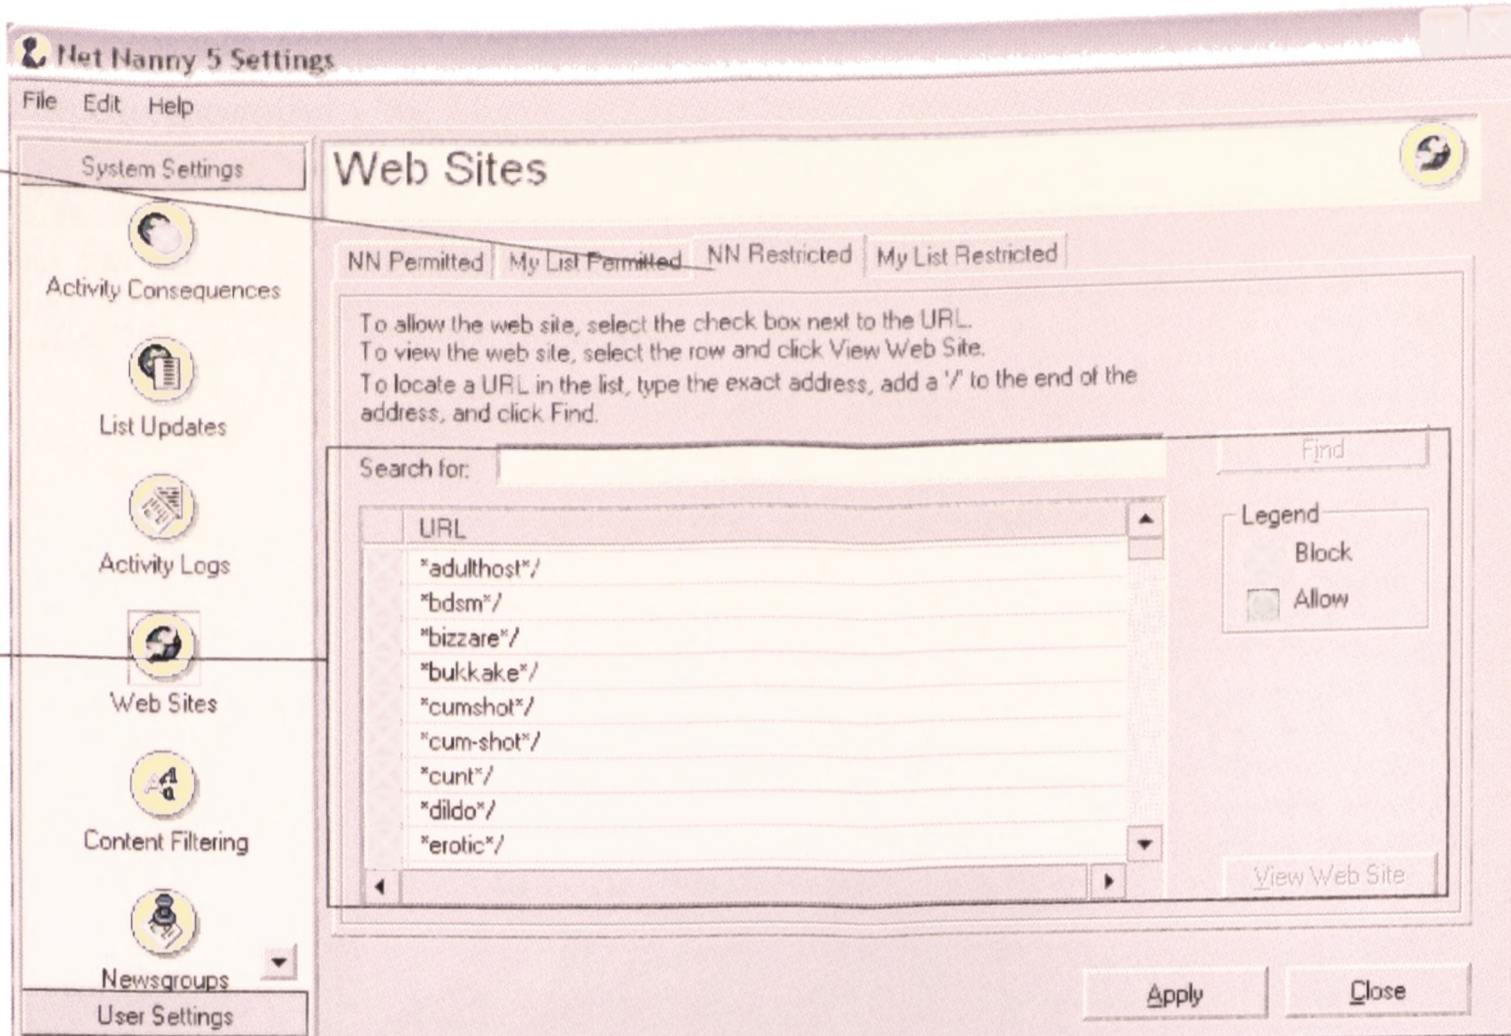 Net Nanny 5 Settings
File Edit Help
System Settings
Activity Consequences
List Updates
Activity Logs
Web Sites
Content Filtering
Newsgroups
User Settings
Web Sites
NN Permitted My List Permitted NN Restricted My List Restricted
To allow the web site, select the check box next to the URL.
To view the web site, select the row and click View Web Site.
To locate a URL in the list, type the exact address, add a '/' to the end of the
address, and click Find.
Search for:
Find
URL
*adulthost*/
*bdsm*/
*bizzare*/
*bukkake*/
*cumshot*/
*cum-shot*/
*cunt*/
*dildo*/
*erotic*/
Legend
Block
Allow
View Web Site
Apply Close